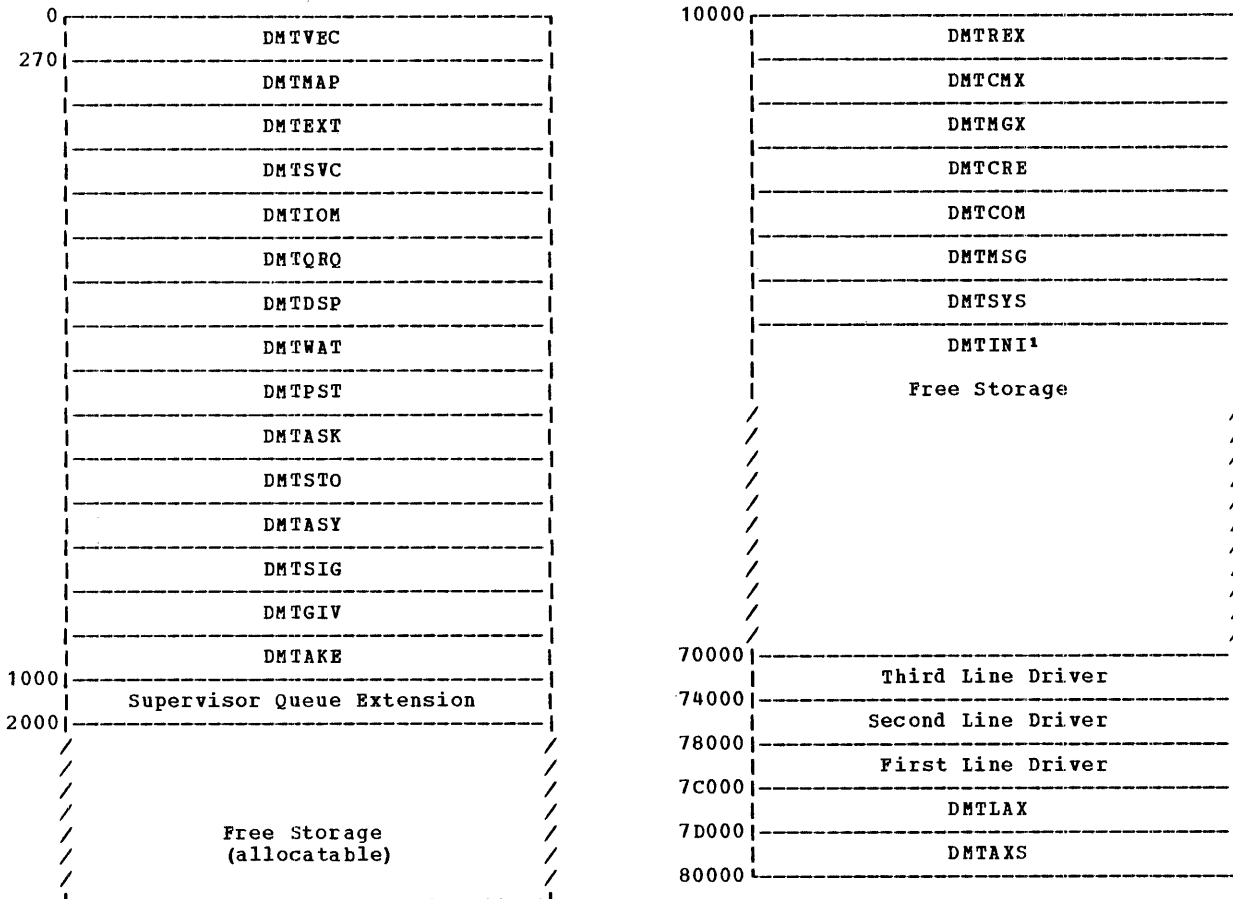 0
DMTVEC
270
DMTMAP
DMTEXT
DMTSVC
DMTIOM
DMTQRQ
DMTDSP
DMTWAT
DMTPST
DMTASK
DMTSTO
DMTASY
DMTSIG
DMTGIV
DMTAKE
1000
Supervisor Queue Extension
2000
Free Storage
(allocatable)
10000
DMTREX
DMTCMX
DMTMGX
DMTCRE
DMTCOM
DMTMSG
DMTSYS
DMTINI¹
Free Storage
70000
Third Line Driver
74000
Second Line Driver
78000
First Line Driver
7C000
DMTLAX
7D000
DMTAXS
80000